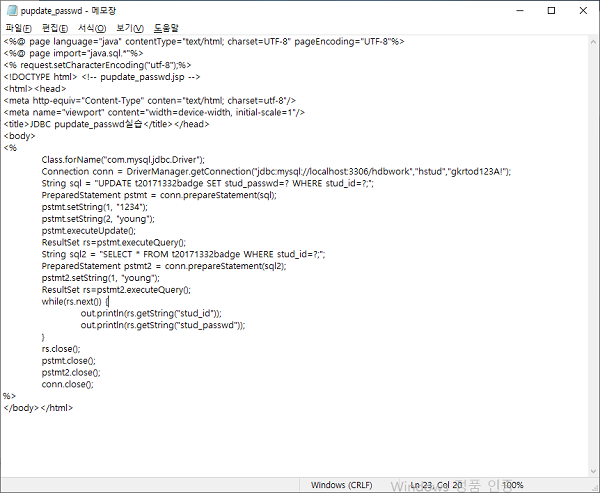 pupdate_passwd - 메모장
파일(F) 편집(E) 서식(O) 보기(V) 도움말
<%@ page language="java" contentType="text/html; charset=UTF-8" pageEncoding="UTF-8"%>
<%@ page import="java.sql.*"%>
<% request.setCharacterEncoding("utf-8");%>
<!DOCTYPE html> <!-- pupdate_passwd.jsp -->
<html><head>
<meta http-equiv="Content-Type" conten="text/html; charset=utf-8"/>
<meta name="viewport" content="width=device-width, initial-scale=1"/>
<title>JDBC pupdate_passwd실습</title></head>
<body>
<%
Class.forName("com.mysql.jdbc.Driver");
Connection conn = DriverManager.getConnection("jdbc:mysql://localhost:3306/hdbwork","hstud","gkrtod123A!");
String sql = "UPDATE t20171332badge SET stud_passwd=? WHERE stud_id=?;";
PreparedStatement pstmt = conn.prepareStatement(sql);
pstmt.setString(1, "1234");
pstmt.setString(2, "young");
pstmt.executeUpdate();
ResultSet rs=pstmt.executeQuery();
String sql2 = "SELECT * FROM t20171332badge WHERE stud_id=?;";
PreparedStatement pstmt2 = conn.prepareStatement(sql2);
pstmt2.setString(1, "young");
ResultSet rs=pstmt2.executeQuery();
while(rs.next()) {
out.println(rs.getString("stud_id"));
out.println(rs.getString("stud_passwd"));
}
rs.close();
pstmt.close();
pstmt2.close();
conn.close();
%>
</body></html>
Windows (CRLF) Ln 23, Col 20 100%
Windows 정품 인증